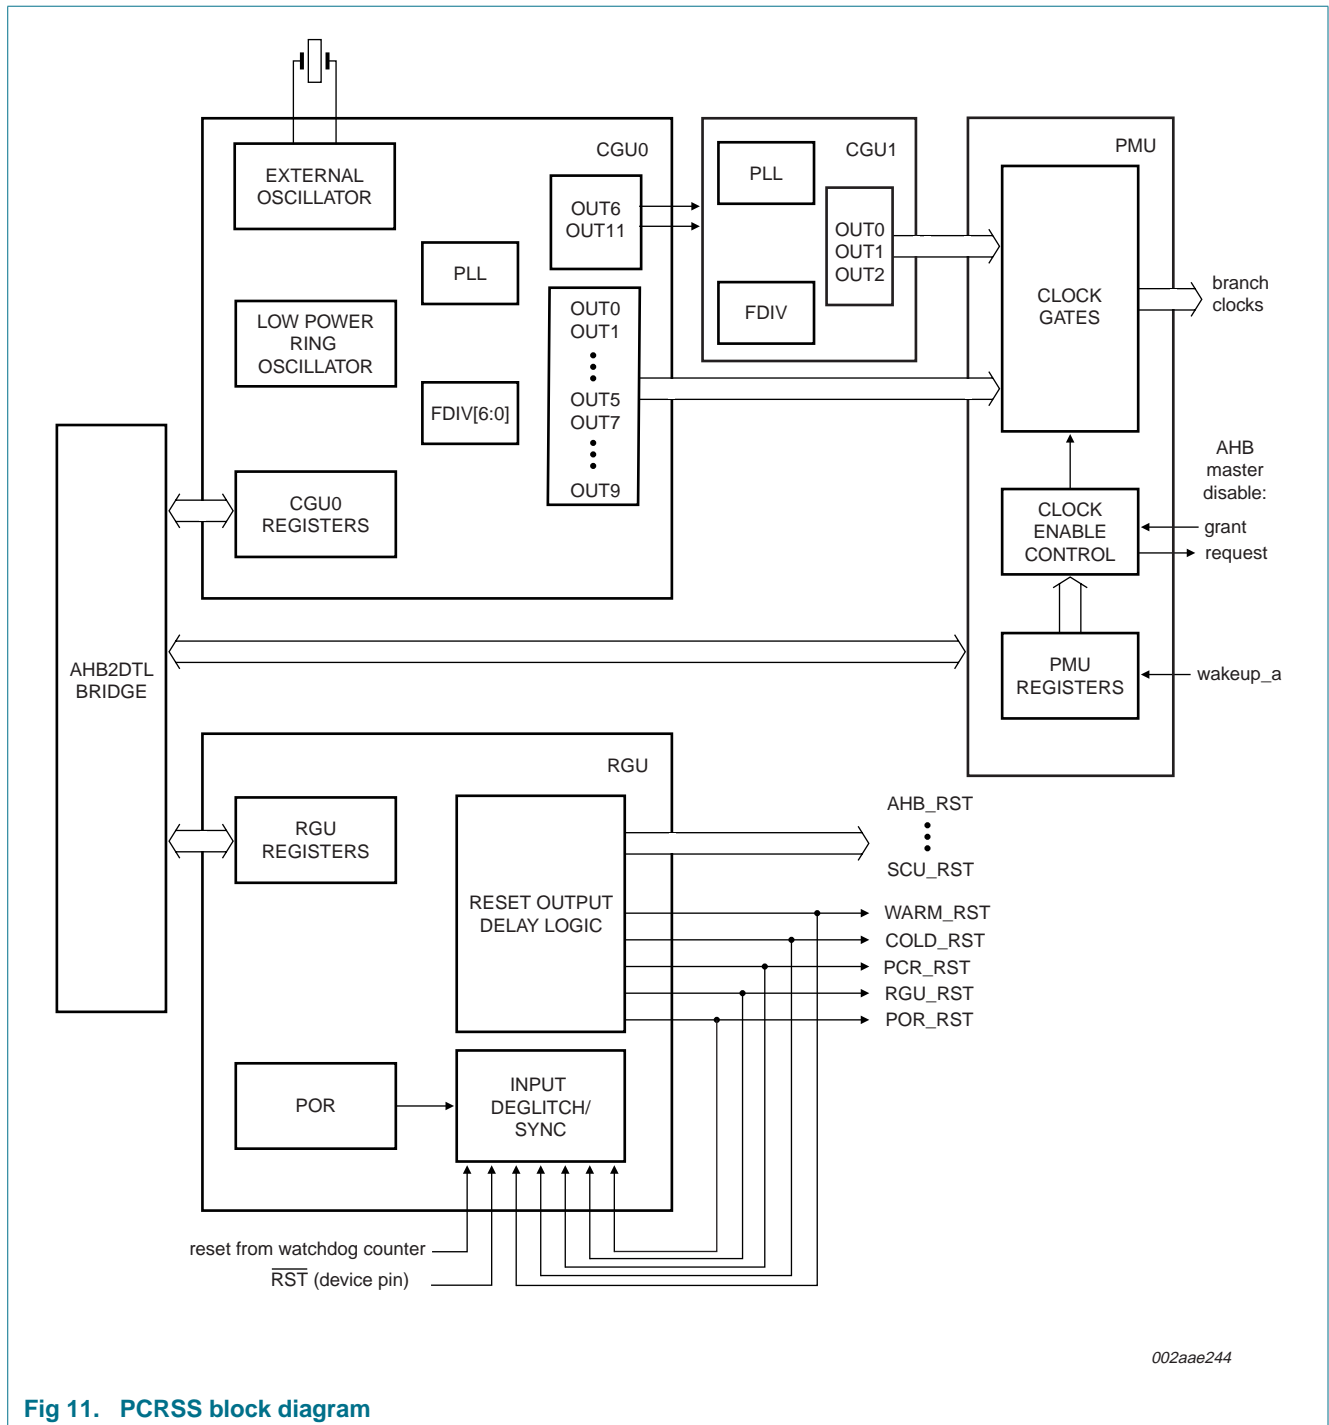 CGU0
EXTERNAL
OSCILLATOR
LOW POWER
RING
OSCILLATOR
CGU0
REGISTERS
PLL
FDIV[6:0]
OUT6
OUT11
OUT0
OUT1
OUT5
OUT7
OUT9
CGU1
PLL
FDIV
OUT0
OUT1
OUT2
PMU
CLOCK
GATES
branch
clocks
CLOCK
ENABLE
CONTROL
AHB
master
disable:
grant
request
PMU
REGISTERS
wakeup_a
AHB2DTL
BRIDGE
RGU
RGU
REGISTERS
RESET OUTPUT
DELAY LOGIC
AHB_RST
SCU_RST
WARM_RST
COLD_RST
PCR_RST
RGU_RST
POR_RST
POR
INPUT
DEGLITCH/
SYNC
reset from watchdog counter
RST (device pin)
002aae244
Fig 11. PCRSS block diagram